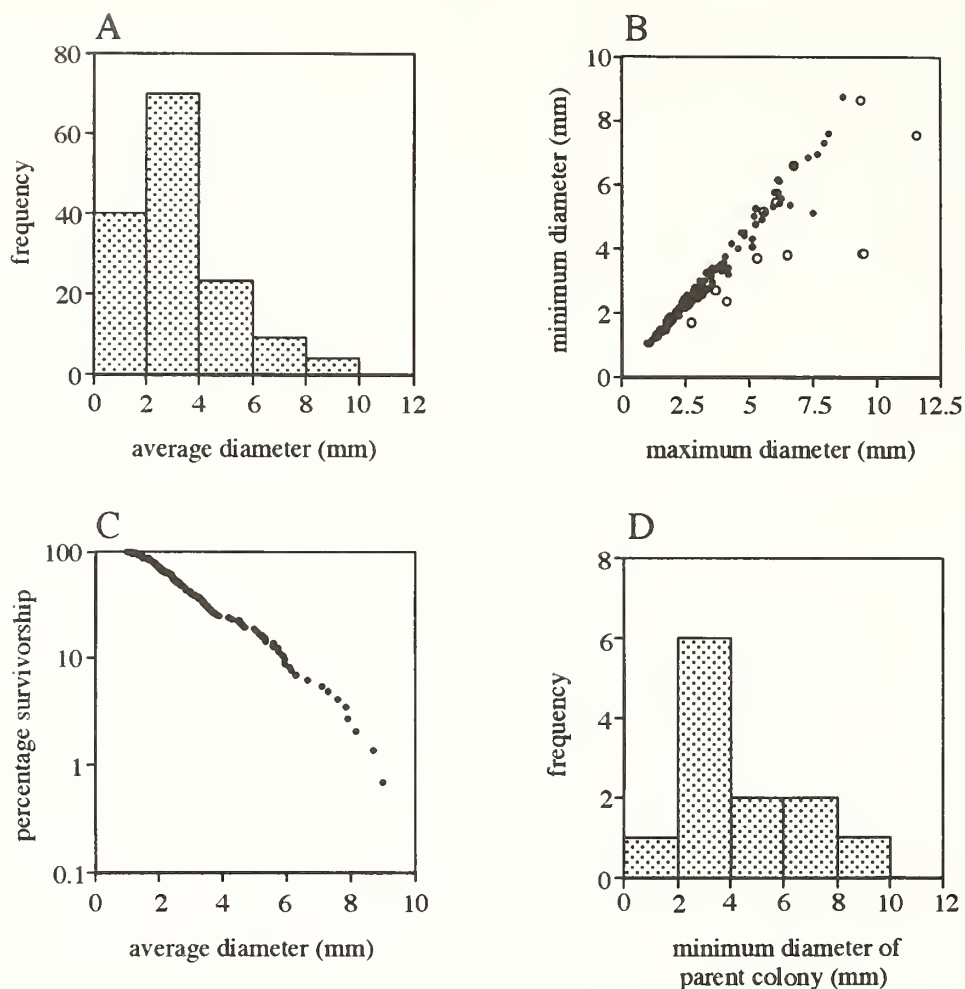 A
frequency
80
60
40
20
0
0 2 4 6 8 10 12
average diameter (mm)
B
minimum diameter (mm)
10
8
6
4
2
0
0 2.5 5 7.5 10 12.5
maximum diameter (mm)
C
percentage survivorship
100
10
1
0.1
0 2 4 6 8 10
average diameter (mm)
D
frequency
8
6
4
2
0
0 2 4 6 8 10 12
minimum diameter of
parent colony (mm)